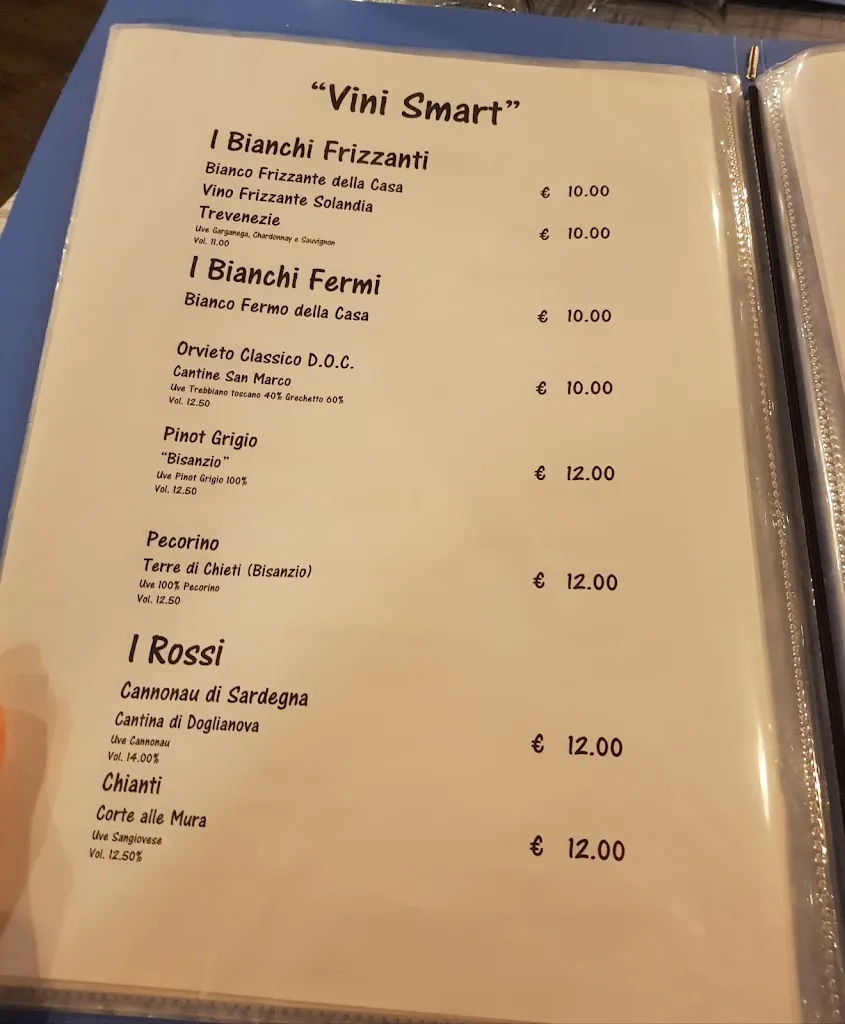 “Vini Smart”
I Bianchi Frizzanti
Bianco Frizzante della Casa € 10.00
Vino Frizzante Solandia
Trevenezie € 10.00
Uve Garganega, Chardonnay e Sauvignon
Vol. 11.00
I Bianchi Fermi
Bianco Fermo della Casa € 10.00
Orvieto Classico D.O.C.
Cantine San Marco € 10.00
Uve Trebbiano toscano 40% Grechetto 60%
Vol. 12.50
Pinot Grigio
“Bisanzio” € 12.00
Uve Pinot Grigio 100%
Vol. 12.50
Pecorino
Terre di Chieti (Bisanzio) € 12.00
Uve 100% Pecorino
Vol. 12.50
I Rossi
Cannonau di Sardegna
Cantina di Doglianova € 12.00
Uve Cannonau
Vol. 14.00%
Chianti
Corte alle Mura € 12.00
Uve Sangiovese
Vol. 12.50%